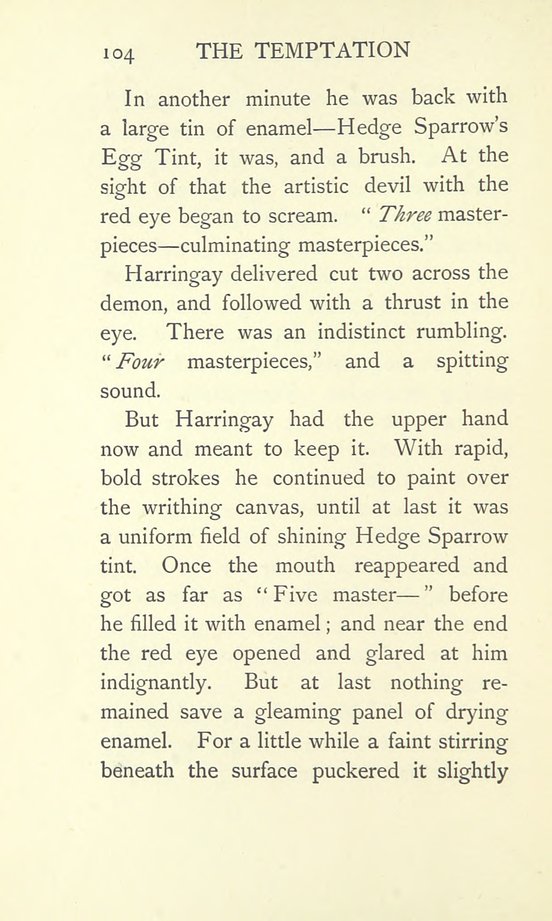 104 THE TEMPTATION
In another minute he was back with
a large tin of enamel—Hedge Sparrow's
Egg Tint, it was, and a brush. At the
sight of that the artistic devil with the
red eye began to scream. “ Three master-
pieces—culminating masterpieces.”
Harringay delivered cut two across the
demon, and followed with a thrust in the
eye. There was an indistinct rumbling.
“ Four masterpieces,” and a spitting
sound.
But Harringay had the upper hand
now and meant to keep it. With rapid,
bold strokes he continued to paint over
the writhing canvas, until at last it was
a uniform field of shining Hedge Sparrow
tint. Once the mouth reappeared and
got as far as “ Five master— ” before
he filled it with enamel ; and near the end
the red eye opened and glared at him
indignantly. But at last nothing re-
mained save a gleaming panel of drying
enamel. For a little while a faint stirring
beneath the surface puckered it slightly